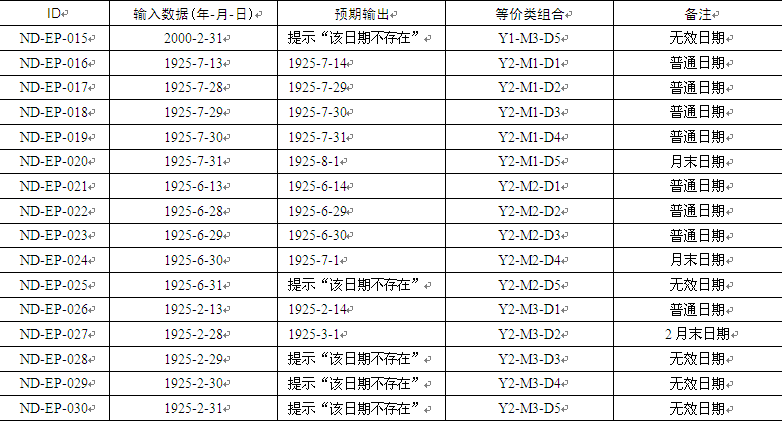 ID 输入数据(年-月-日) 预期输出 等价类组合 备注
ND-EP-015 2000-2-31 提示“该日期不存在” Y1-M3-D5 无效日期
ND-EP-016 1925-7-13 1925-7-14 Y2-M1-D1 普通日期
ND-EP-017 1925-7-28 1925-7-29 Y2-M1-D2 普通日期
ND-EP-018 1925-7-29 1925-7-30 Y2-M1-D3 普通日期
ND-EP-019 1925-7-30 1925-7-31 Y2-M1-D4 普通日期
ND-EP-020 1925-7-31 1925-8-1 Y2-M1-D5 月末日期
ND-EP-021 1925-6-13 1925-6-14 Y2-M2-D1 普通日期
ND-EP-022 1925-6-28 1925-6-29 Y2-M2-D2 普通日期
ND-EP-023 1925-6-29 1925-6-30 Y2-M2-D3 普通日期
ND-EP-024 1925-6-30 1925-7-1 Y2-M2-D4 月末日期
ND-EP-025 1925-6-31 提示“该日期不存在” Y2-M2-D5 无效日期
ND-EP-026 1925-2-13 1925-2-14 Y2-M3-D1 普通日期
ND-EP-027 1925-2-28 1925-3-1 Y2-M3-D2 2月末日期
ND-EP-028 1925-2-29 提示“该日期不存在” Y2-M3-D3 无效日期
ND-EP-029 1925-2-30 提示“该日期不存在” Y2-M3-D4 无效日期
ND-EP-030 1925-2-31 提示“该日期不存在” Y2-M3-D5 无效日期